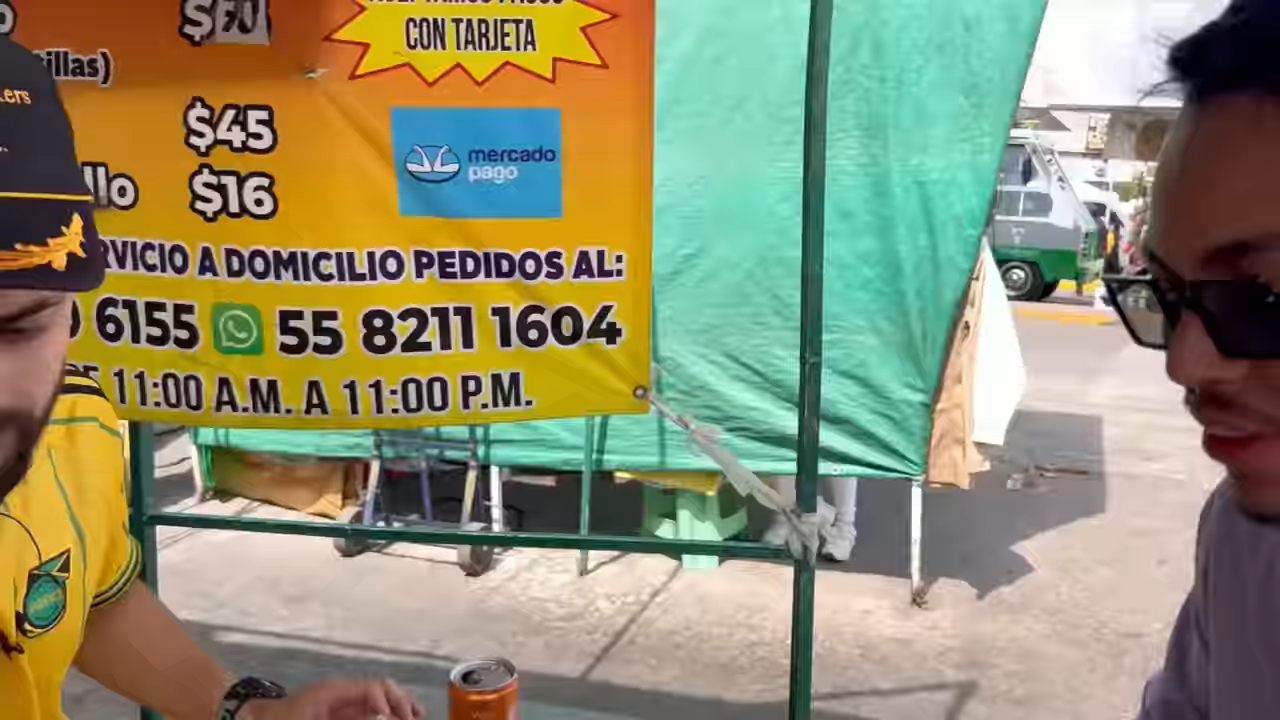 $70
CON TARJETA
illas)
$45
mercado
pago
llo $16
RVICIO A DOMICILIO PEDIDOS AL:
6155 55 8211 1604
11:00 A.M. A 11:00 P.M.